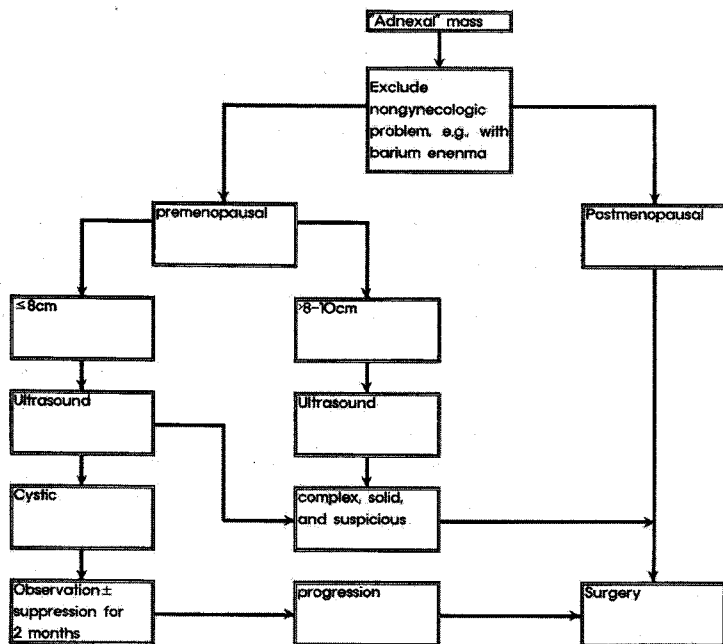 "Adnexal" mass
Exclude
nongynecologic
problem, e.g., with
barium enenma
premenopausal
Postmenopausal
≤8cm
>8-10cm
Ultrasound
Ultrasound
Cystic
complex, solid,
and suspicious
Observation±
suppression for
2 months
progression
Surgery